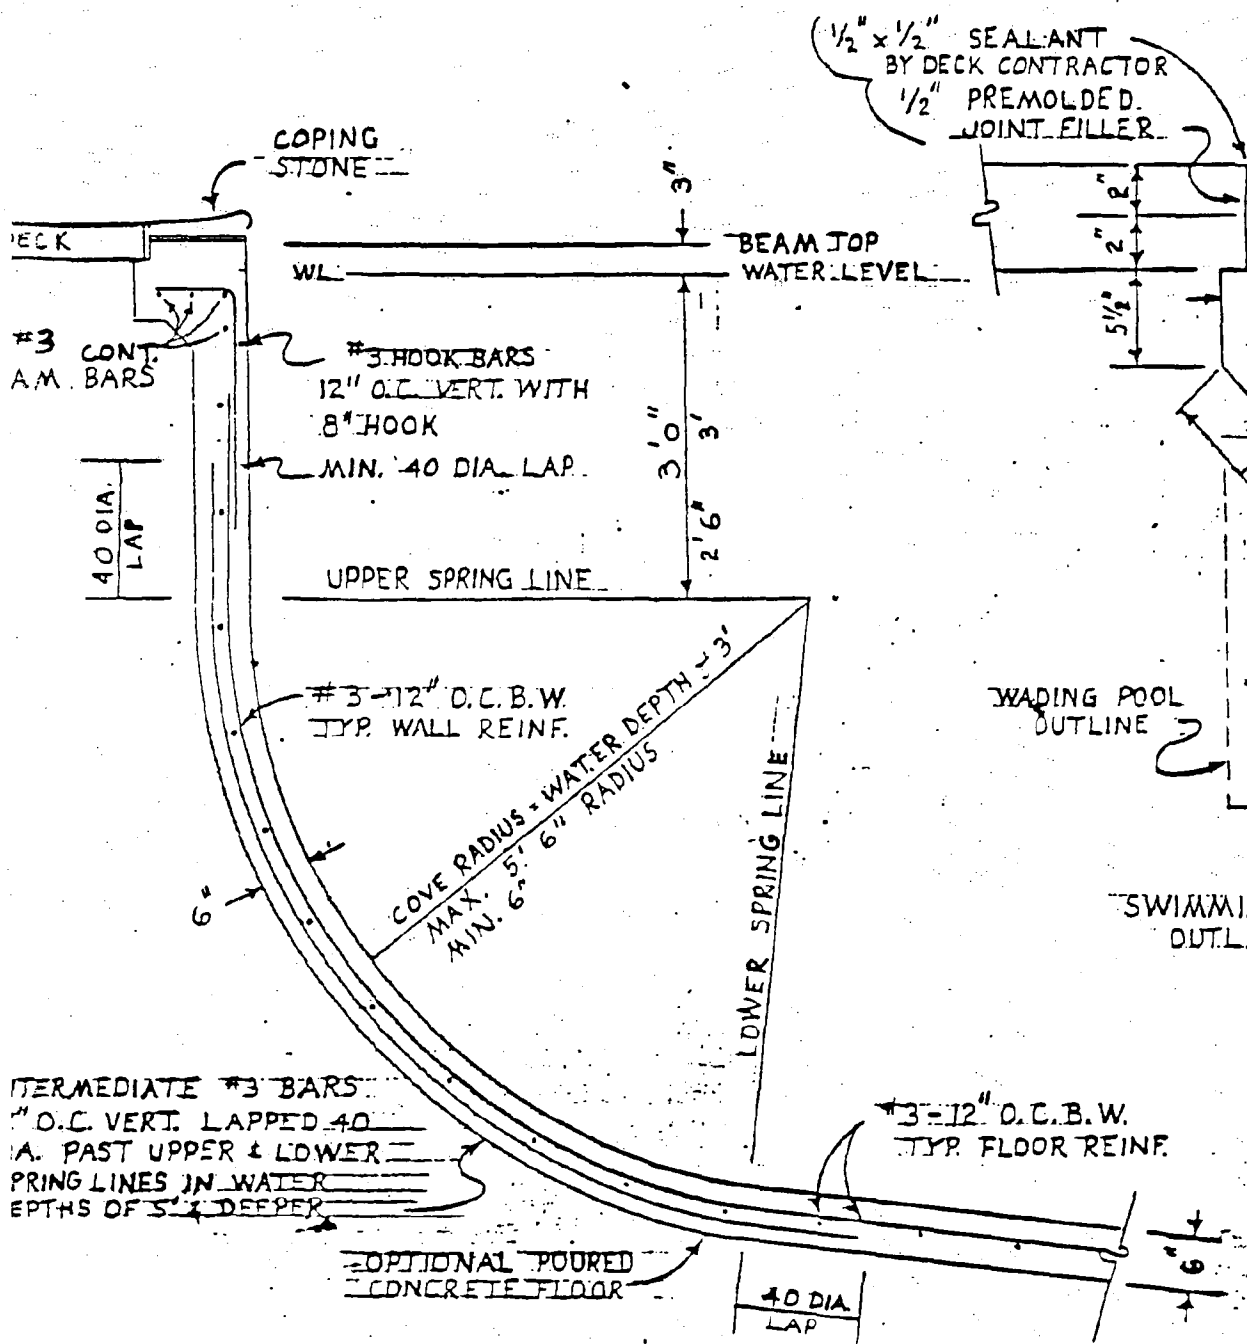 1/2" x 1/2" SEALANT
BY DECK CONTRACTOR
1/2" PREMOLDED
JOINT FILLER
COPING
STONE
3"
2"
DECK
BEAM TOP
WL
WATER LEVEL
5 1/2"
#3 CONT.
BARS
#3 HOOK BARS
12" O.C. VERT. WITH
8" HOOK
MIN. 40 DIA. LAP
40 DIA.
LAP
3'0"
3'
2'6"
UPPER SPRING LINE
#3-12" O.C.B.W.
TYP. WALL REINF.
COVE RADIUS = WATER DEPTH - 3'
MAX. 5' 6" RADIUS
MIN. 6"
LOWER SPRING LINE
WADING POOL
OUTLINE
6"
SWIMMI
OUTL
TERMEDIATE #3 BARS
" O.C. VERT. LAPPED 40
A. PAST UPPER & LOWER
PRING LINES IN WATER
EPTHS OF 5' & DEEPER
#3-12" O.C.B.W.
TYP. FLOOR REINF.
OPTIONAL POURED
CONCRETE FLOOR
6"
40 DIA
LAP